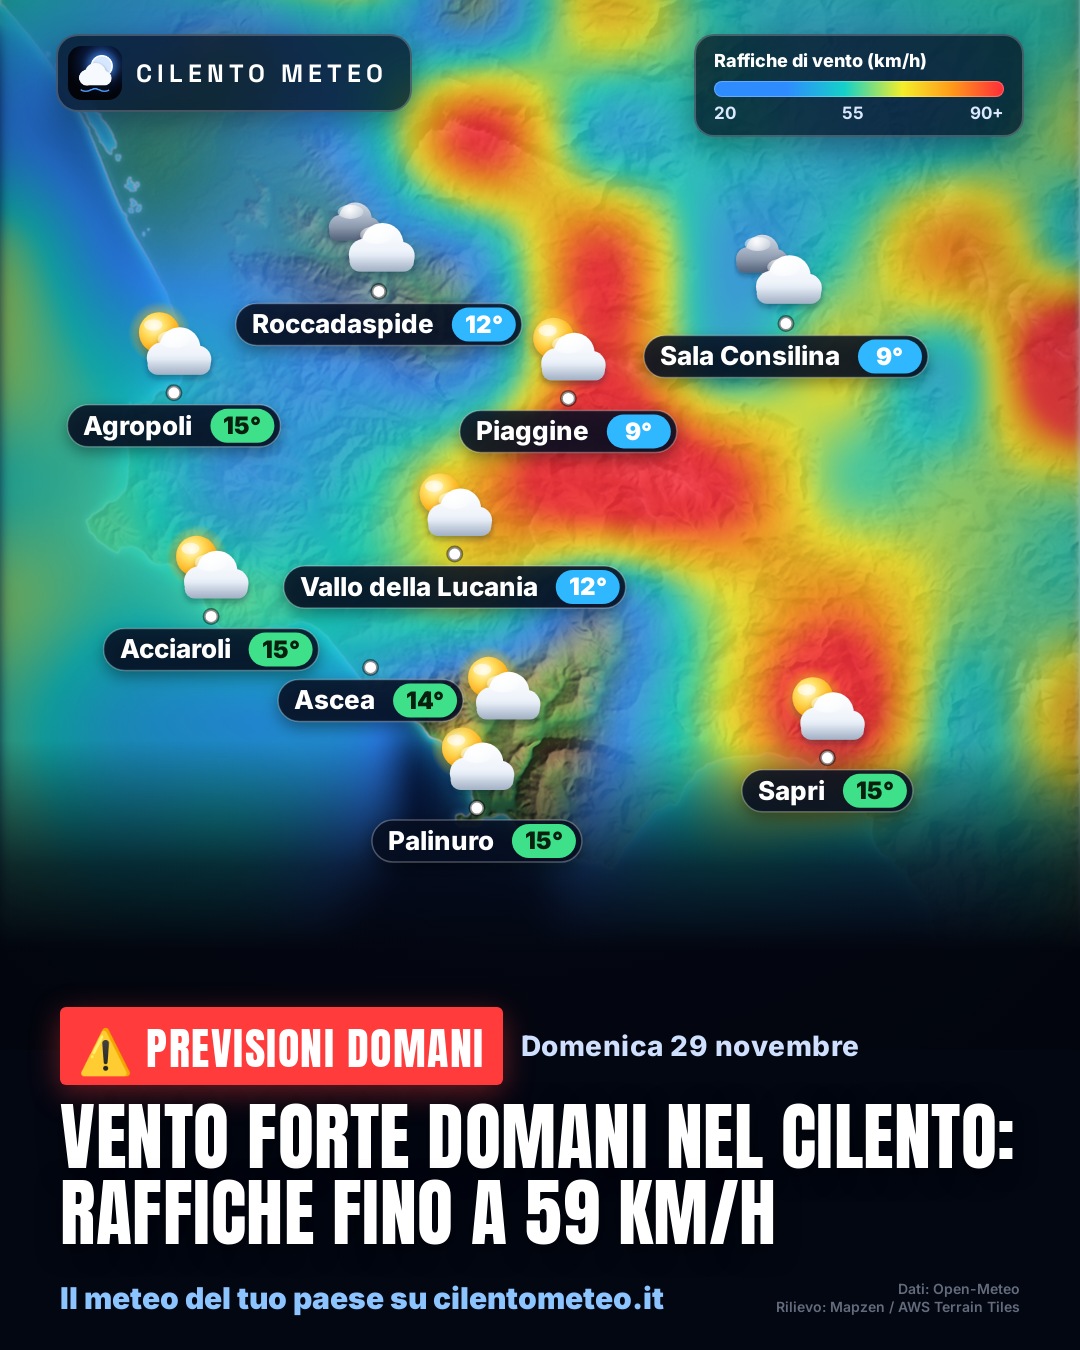 CILENTO METEO
Raffiche di vento (km/h)
20 55 90+
Roccadaspide 12°
Sala Consilina 9°
Agropoli 15°
Piaggine 9°
Vallo della Lucania 12°
Acciaroli 15°
Ascea 14°
Sapri 15°
Palinuro 15°
⚠️ PREVISIONI DOMANI
Domenica 29 novembre
VENTO FORTE DOMANI NEL CILENTO:
RAFFICHE FINO A 59 KM/H
Il meteo del tuo paese su cilentometeo.it
Dati: Open-Meteo
Rilievo: Mapzen / AWS Terrain Tiles